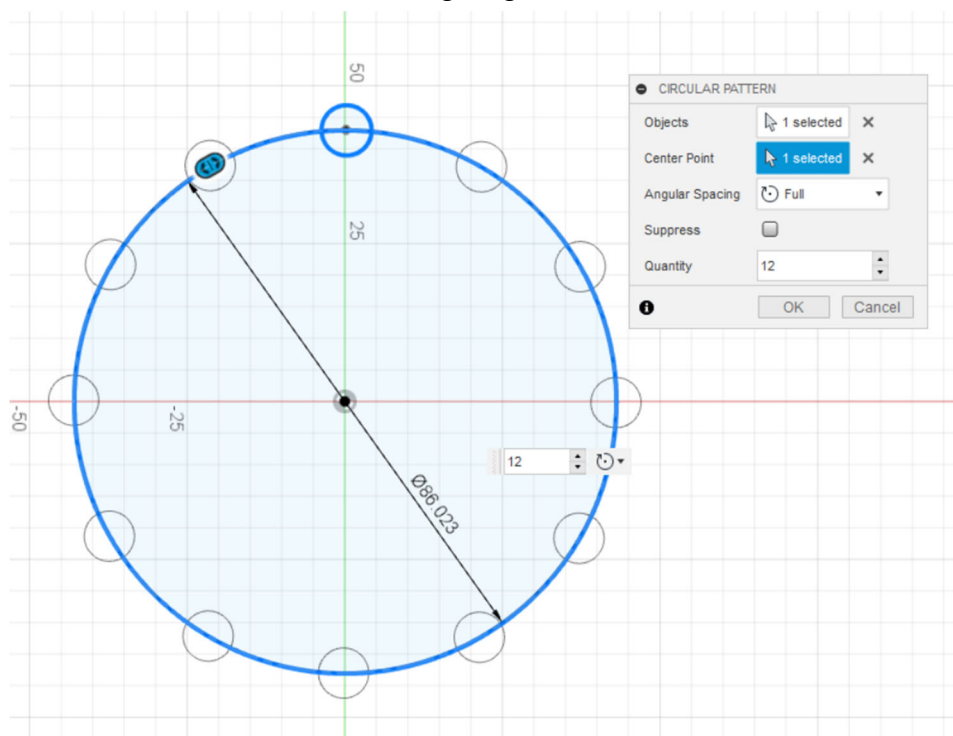 50
25
-25
-50
Ø86.023
12
CIRCULAR PATTERN
Objects
1 selected
Center Point
1 selected
Angular Spacing
Full
Suppress
Quantity
12
OK
Cancel